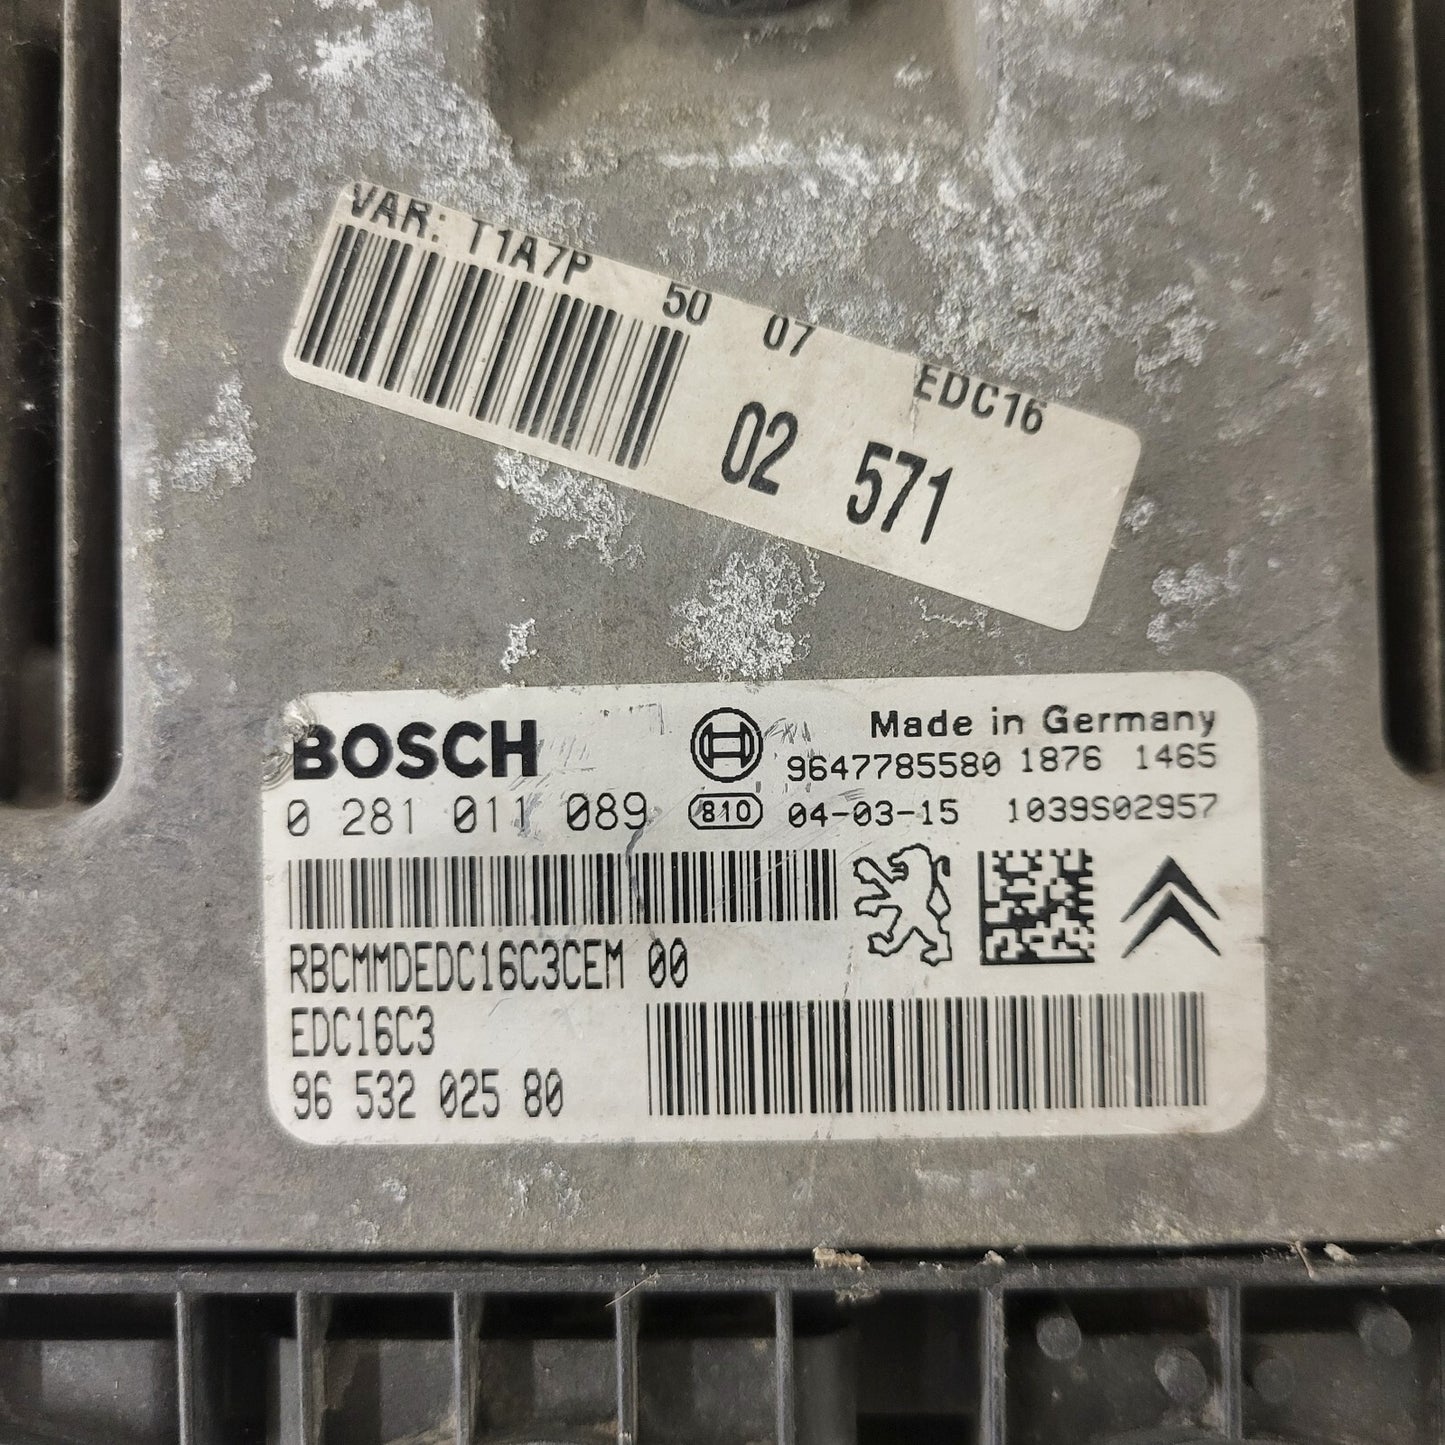 VAR: T1A7P 50 07 EDC16
02 571
BOSCH
Made in Germany
9647785580 1876 1465
0 281 011 089 810 04-03-15 1039S02957
RBCMMDEDC16C3CEM 00
EDC16C3
96 532 025 80